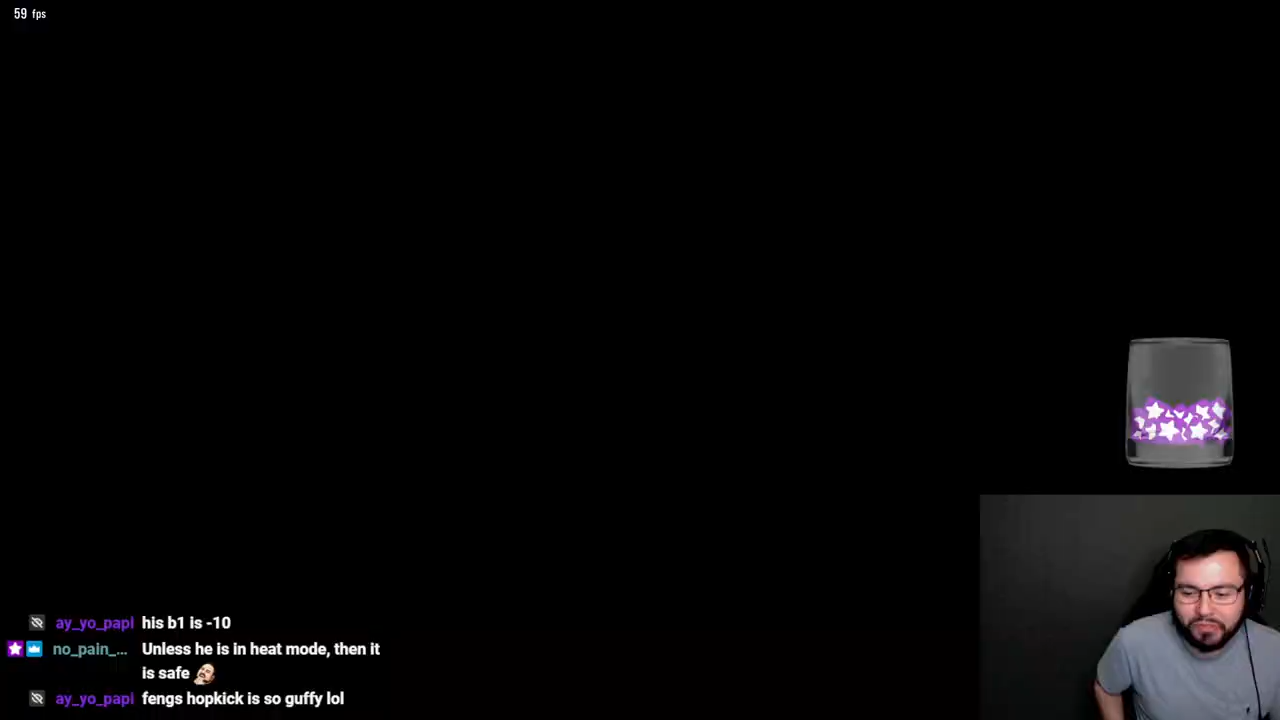 59 fps
ay_yo_papi his b1 is -10
no_pain_... Unless he is in heat mode, then it
is safe
ay_yo_papi fengs hopkick is so guffy lol